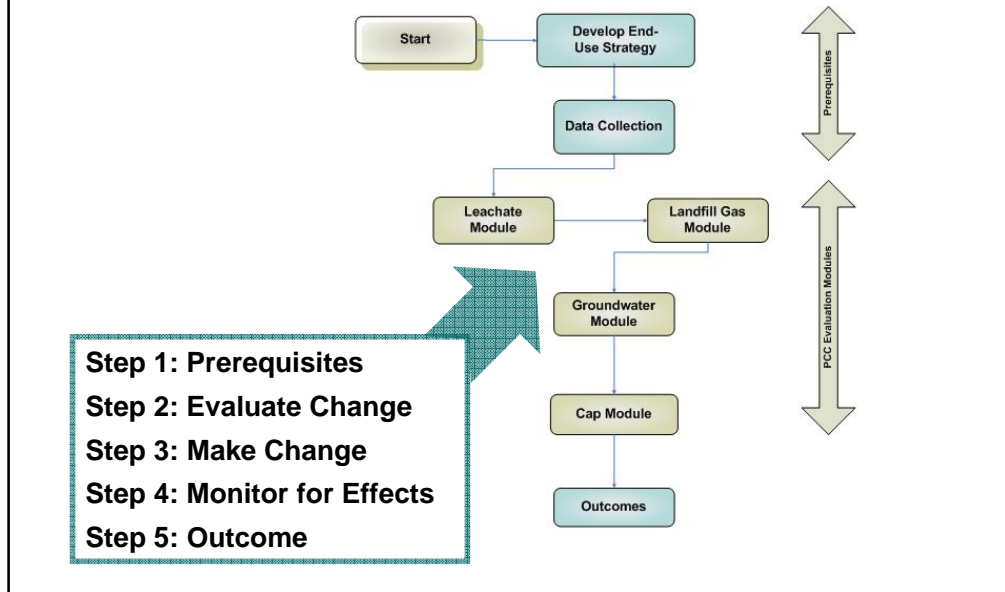 Start
Develop End-
Use Strategy
Prerequisites
Data Collection
Leachate
Module
Landfill Gas
Module
PCC Evaluation Modules
Groundwater
Module
Cap Module
Outcomes
Step 1: Prerequisites
Step 2: Evaluate Change
Step 3: Make Change
Step 4: Monitor for Effects
Step 5: Outcome